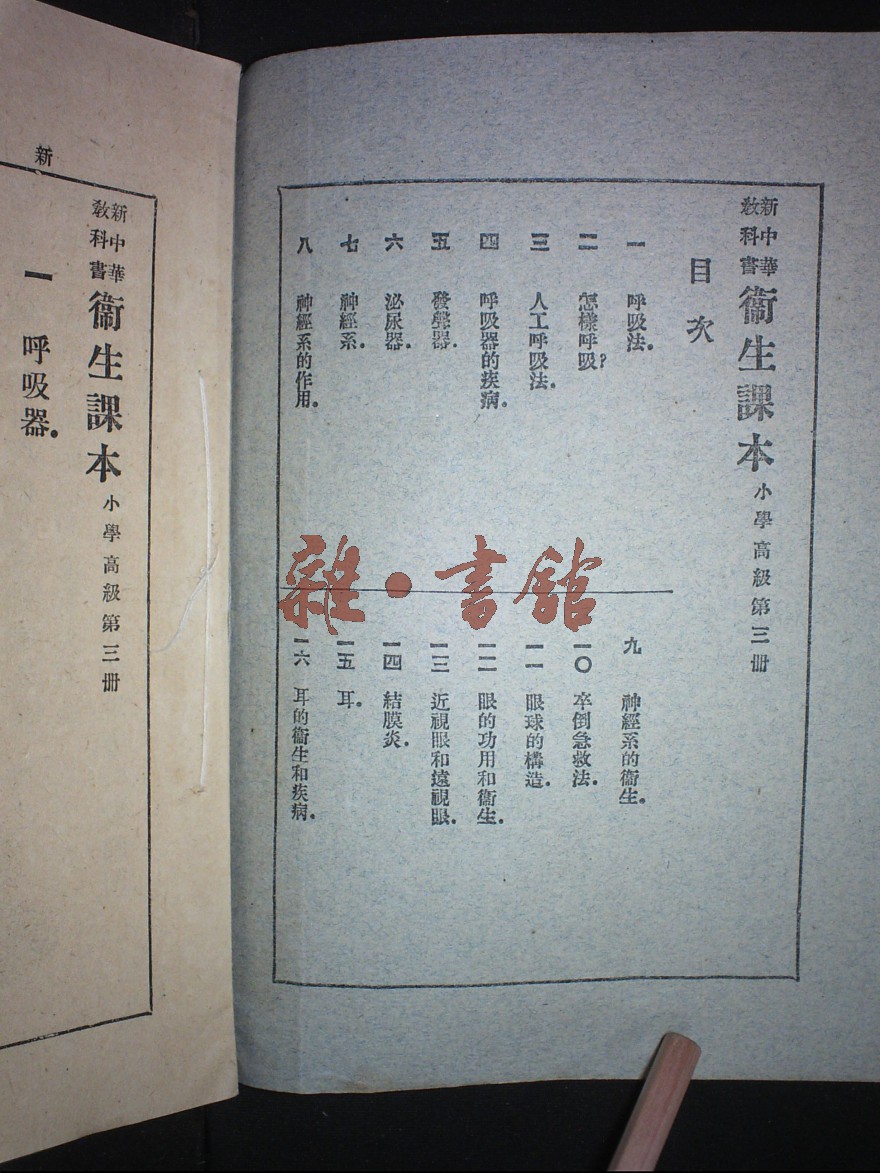 新中華
教科書
衞生課本
小學高級第三册
目次
一 呼吸法.
二 怎樣呼吸?
三 人工呼吸法.
四 呼吸器的疾病.
五 發聲器.
六 泌尿器.
七 神經系.
八 神經系的作用.
九 神經系的衞生.
一〇 卒倒急救法.
一一 眼球的構造.
一二 眼的功用和衞生.
一三 近視眼和遠視眼.
一四 結膜炎.
一五 耳.
一六 耳的衞生和疾病.
雜·書館
新中華
教科書
衞生課本
小學高級第三册
一 呼吸器.
新